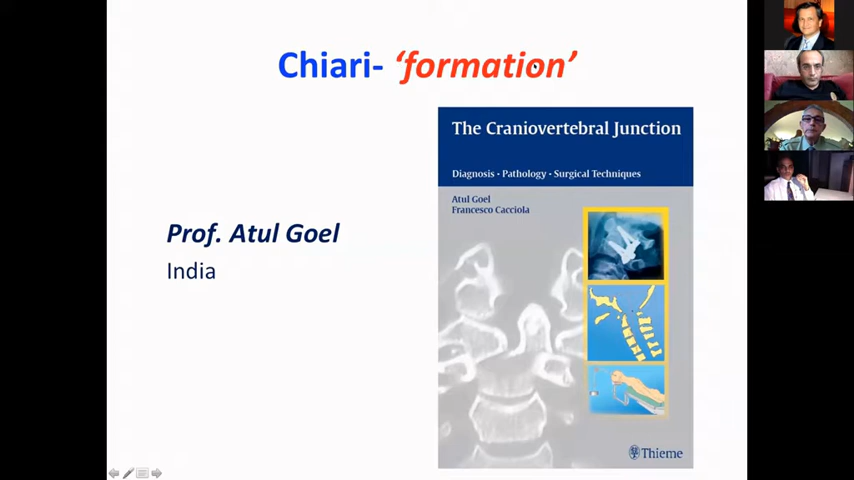 Chiari- ‘formation’
The Craniovertebral Junction
Diagnosis • Pathology • Surgical Techniques
Atul Goel
Francesco Cacciola
Prof. Atul Goel
India
Thieme